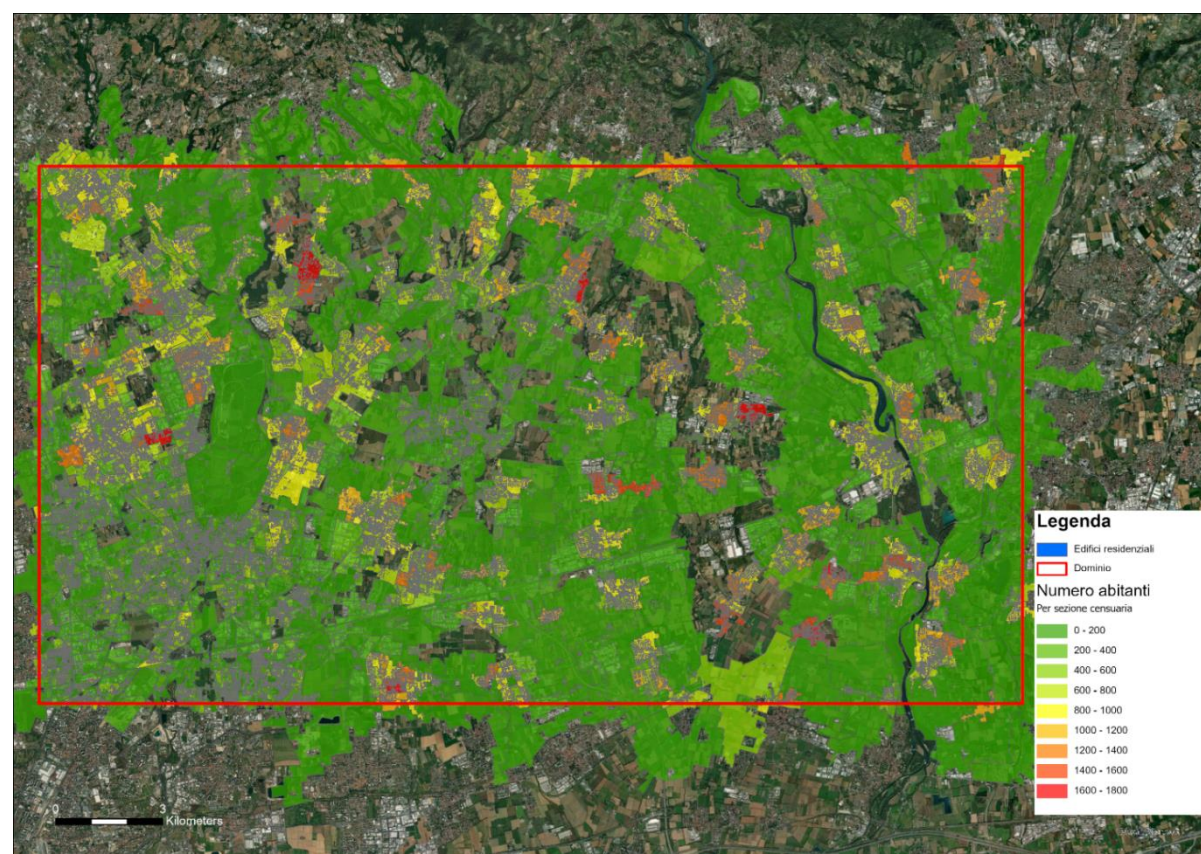 Legenda
Edifici residenziali
Dominio
Numero abitanti
Per sezione censuaria
0 - 200
200 - 400
400 - 600
600 - 800
800 - 1000
1000 - 1200
1200 - 1400
1400 - 1600
1600 - 1800
0 3
Kilometers